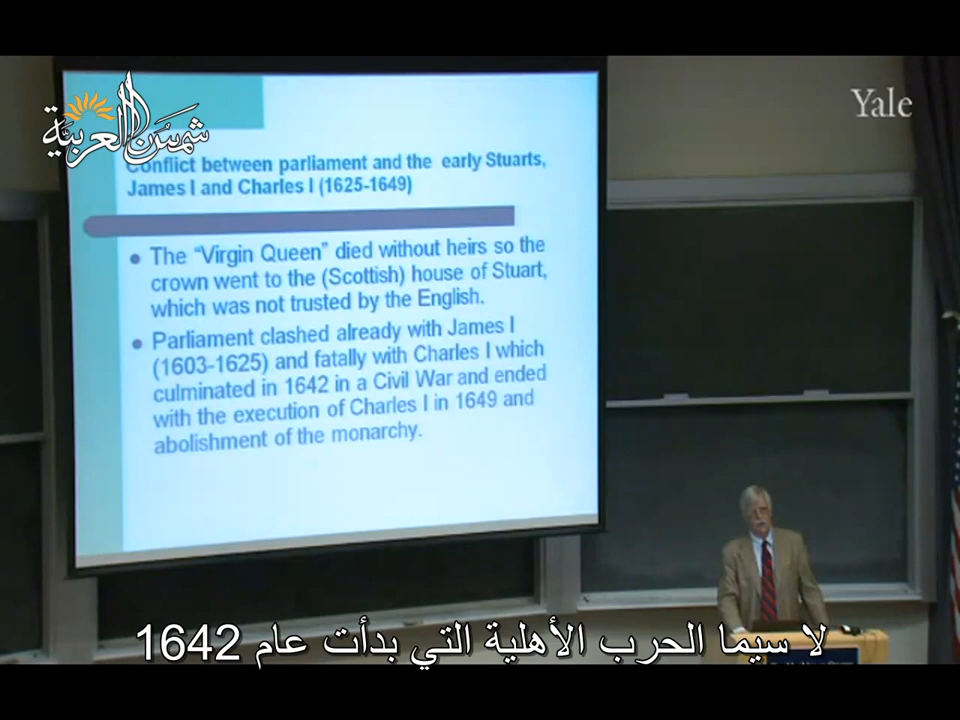 شمس العربية
Yale
Conflict between parliament and the early Stuarts,
James I and Charles I (1625-1649)
The “Virgin Queen” died without heirs so the
crown went to the (Scottish) house of Stuart,
which was not trusted by the English.
Parliament clashed already with James I
(1603-1625) and fatally with Charles I which
culminated in 1642 in a Civil War and ended
with the execution of Charles I in 1649 and
abolishment of the monarchy.
لا سيما الحرب الأهلية التي بدأت عام 1642